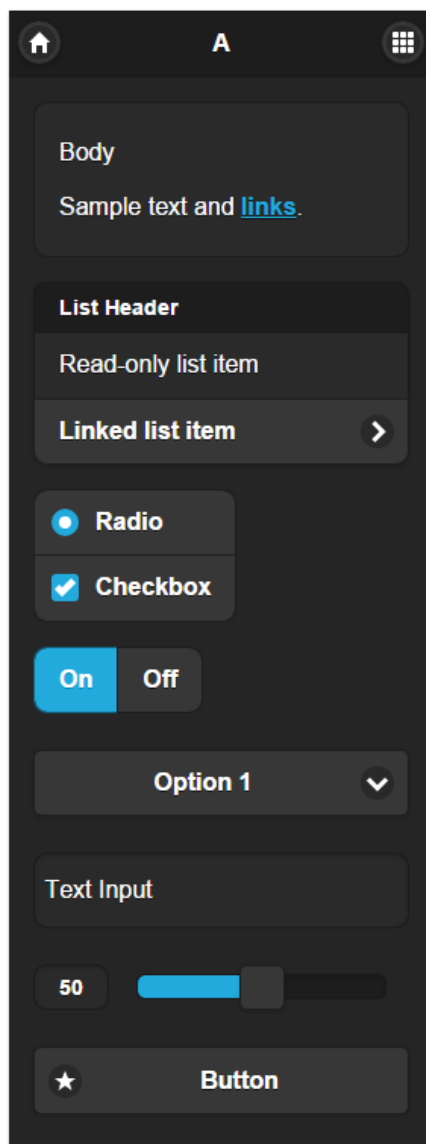 A
Body
Sample text and links.
List Header
Read-only list item
Linked list item
Radio
Checkbox
On Off
Option 1
Text Input
50
Button